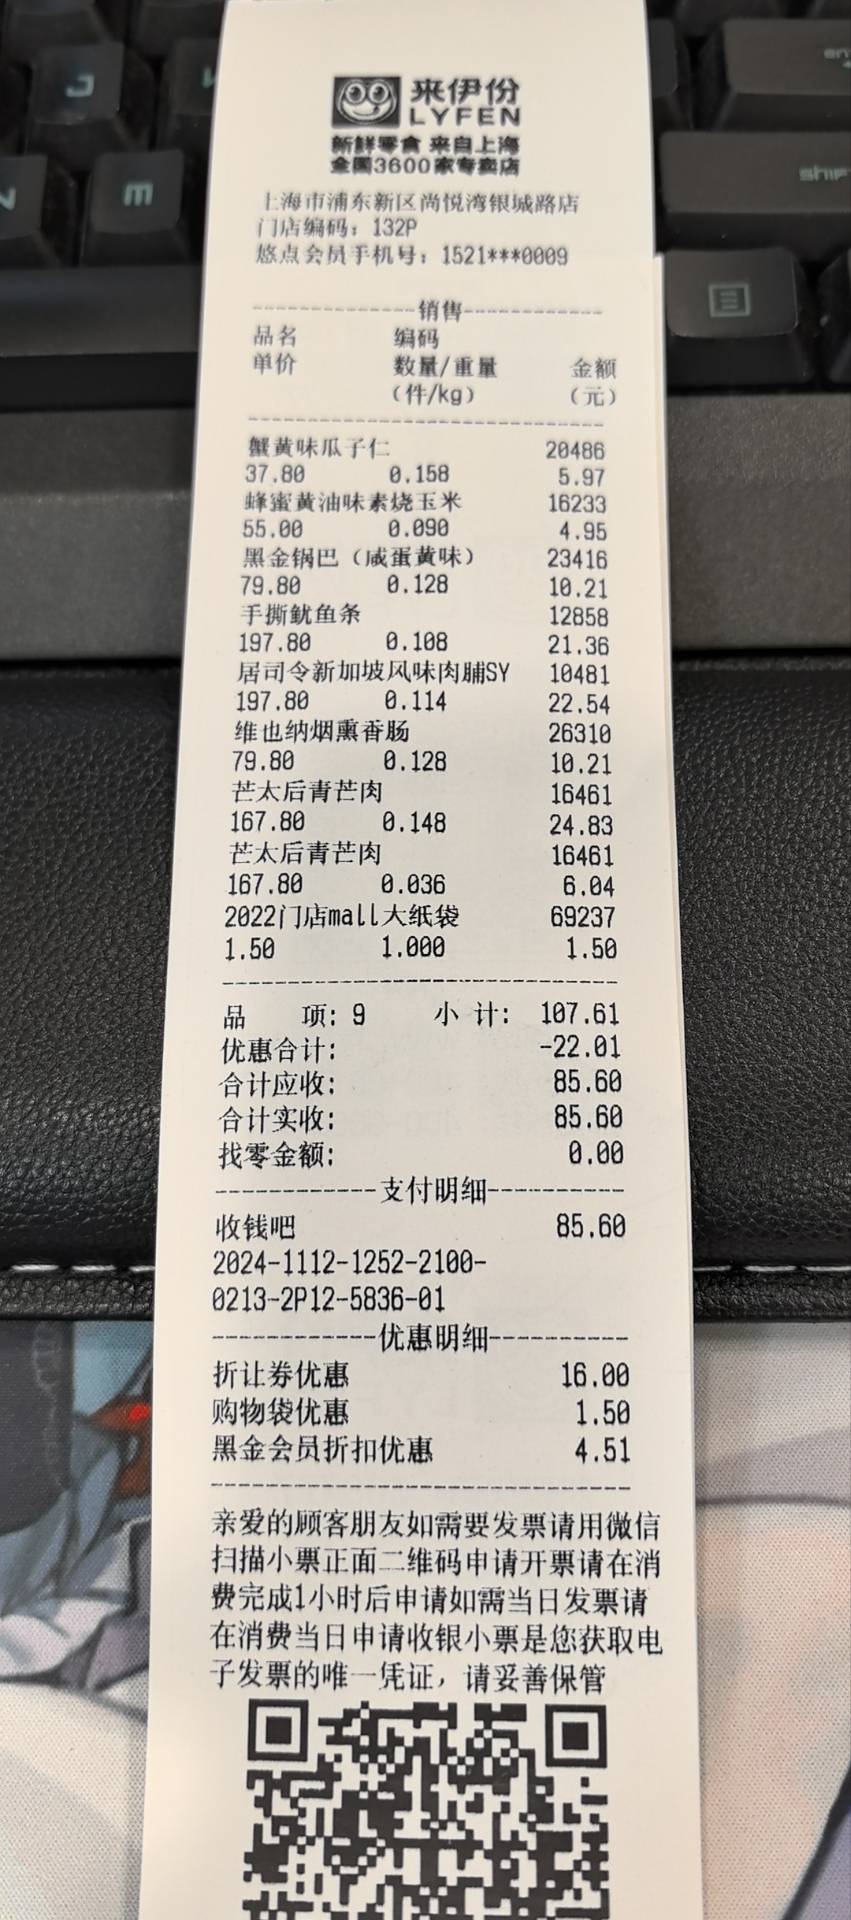 来伊份
LYFEN
新鲜零食 来自上海
全国3600家专卖店
上海市浦东新区尚悦湾银城路店
门店编码：132P
悠点会员手机号：1521***0009
------------销售------------
品名 编码
单价 数量/重量 金额
（件/kg） （元）
蟹黄味瓜子仁 20486
37.80 0.158 5.97
蜂蜜黄油味素烧玉米 16233
55.00 0.090 4.95
黑金锅巴（咸蛋黄味） 23416
79.80 0.128 10.21
手撕鱿鱼条 12858
197.80 0.108 21.36
居司令新加坡风味肉脯SY 10481
197.80 0.114 22.54
维也纳烟熏香肠 26310
79.80 0.128 10.21
芒太后青芒肉 16461
167.80 0.148 24.83
芒太后青芒肉 16461
167.80 0.036 6.04
2022门店mall大纸袋 69237
1.50 1.000 1.50
品 项: 9 小 计: 107.61
优惠合计: -22.01
合计应收: 85.60
合计实收: 85.60
找零金额: 0.00
------------支付明细------------
收钱吧 85.60
2024-1112-1252-2100-
0213-2P12-5836-01
------------优惠明细------------
折让券优惠 16.00
购物袋优惠 1.50
黑金会员折扣优惠 4.51
亲爱的顾客朋友如需要发票请用微信
扫描小票正面二维码申请开票请在消
费完成1小时后申请如需当日发票请
在消费当日申请收银小票是您获取电
子发票的唯一凭证，请妥善保管
shift